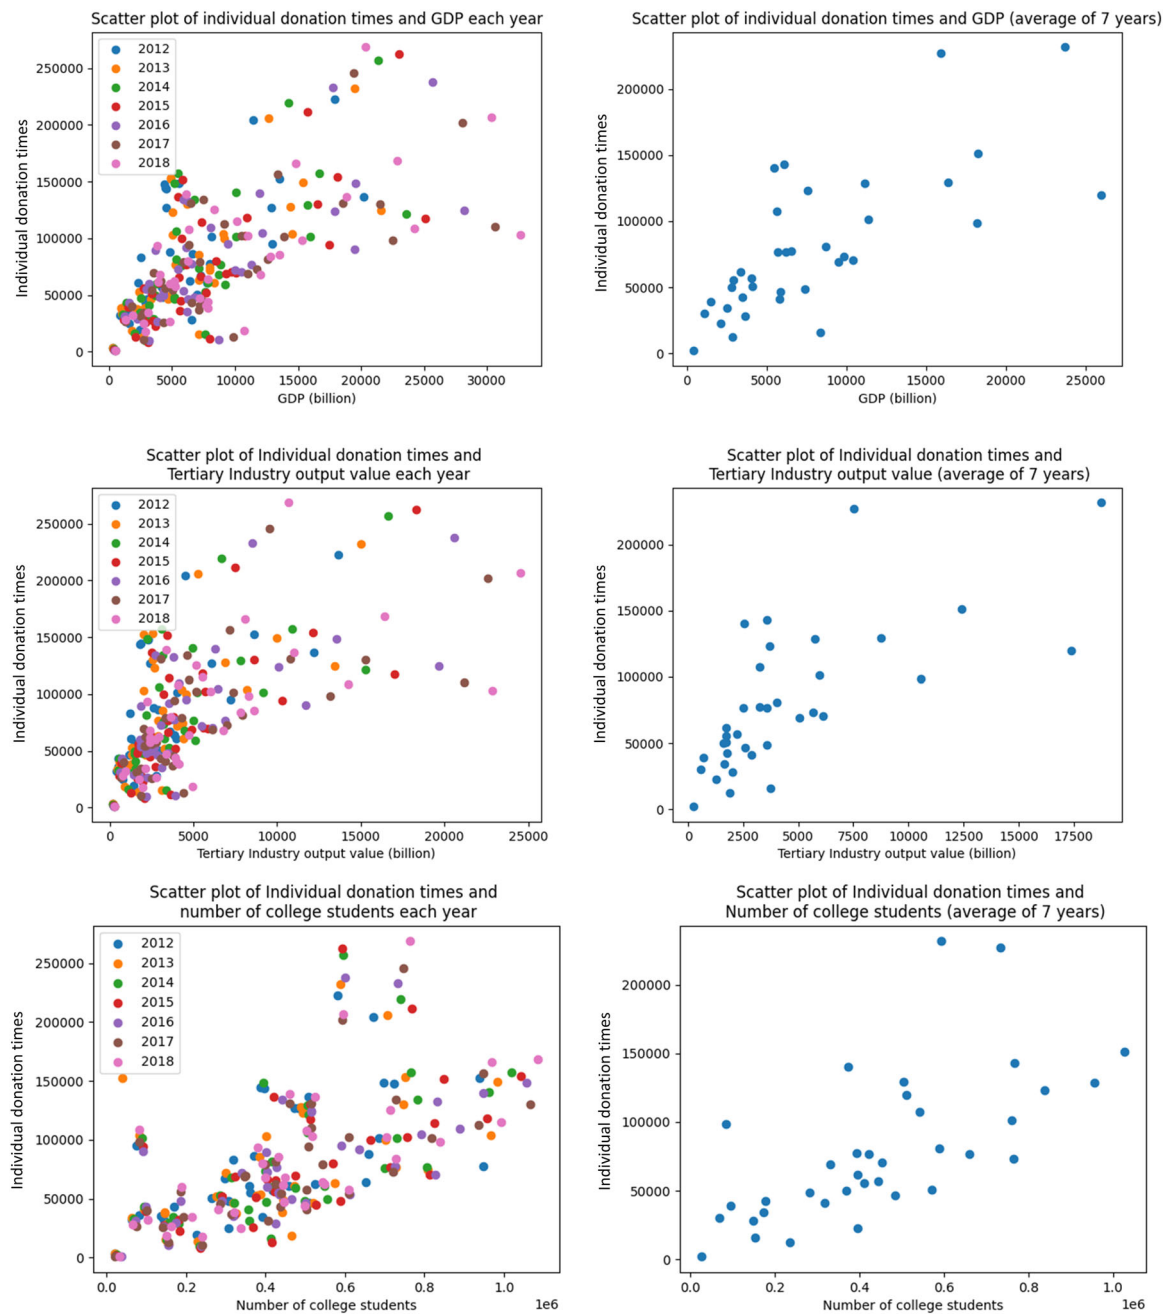 Scatter plot of individual donation times and GDP each year
Individual donation times
250000
200000
150000
100000
50000
0
2012
2013
2014
2015
2016
2017
2018
0 5000 10000 15000 20000 25000 30000
GDP (billion)
Scatter plot of individual donation times and GDP (average of 7 years)
Individual donation times
200000
150000
100000
50000
0
0 5000 10000 15000 20000 25000
GDP (billion)
Scatter plot of Individual donation times and
Tertiary Industry output value each year
Individual donation times
250000
200000
150000
100000
50000
0
2012
2013
2014
2015
2016
2017
2018
0 5000 10000 15000 20000 25000
Tertiary Industry output value (billion)
Scatter plot of Individual donation times and
Tertiary Industry output value (average of 7 years)
Individual donation times
200000
150000
100000
50000
0
0 2500 5000 7500 10000 12500 15000 17500
Tertiary Industry output value (billion)
Scatter plot of Individual donation times and
number of college students each year
Individual donation times
250000
200000
150000
100000
50000
0
2012
2013
2014
2015
2016
2017
2018
0.0 0.2 0.4 0.6 0.8 1.0
1e6
Number of college students
Scatter plot of Individual donation times and
Number of college students (average of 7 years)
Individual donation times
200000
150000
100000
50000
0
0.0 0.2 0.4 0.6 0.8 1.0
1e6
Number of college students